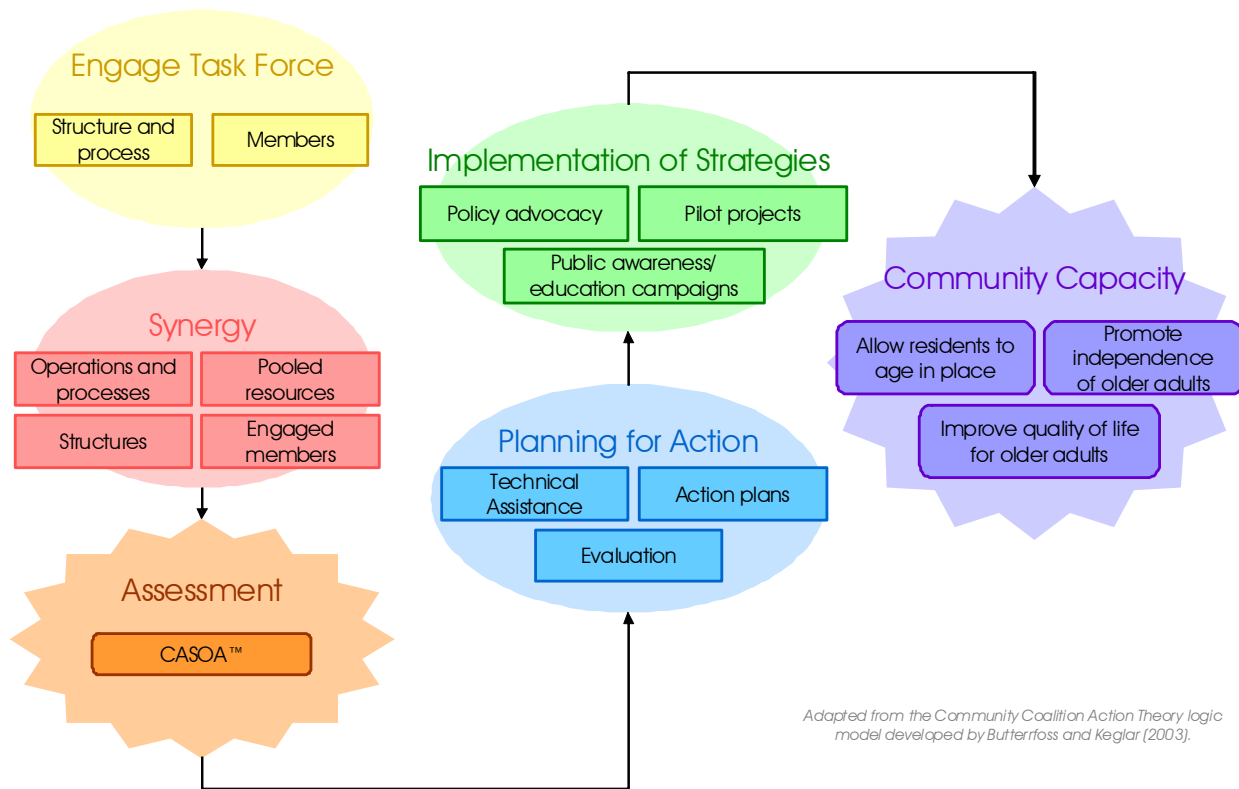 Engage Task Force
Structure and
process
Members
Synergy
Operations and
processes
Pooled
resources
Structures
Engaged
members
Assessment
CASOA™
Implementation of Strategies
Policy advocacy
Pilot projects
Public awareness/
education campaigns
Planning for Action
Technical
Assistance
Action plans
Evaluation
Community Capacity
Allow residents to
age in place
Promote
independence
of older adults
Improve quality of life
for older adults
Adapted from the Community Coalition Action Theory logic
model developed by Butterrfoss and Keglar (2003).